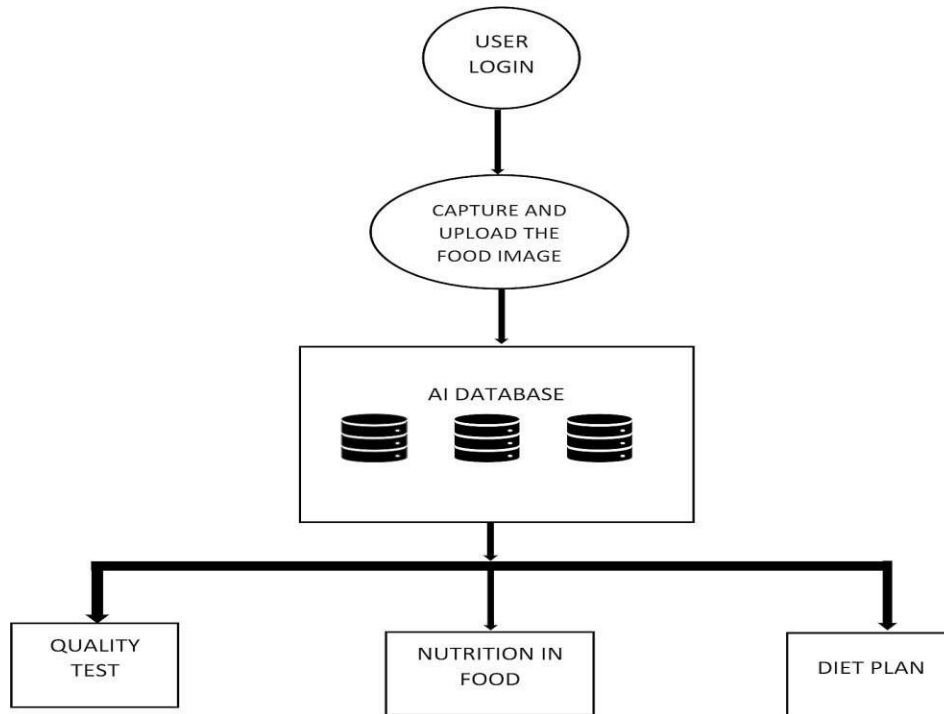 USER
LOGIN
CAPTURE AND
UPLOAD THE
FOOD IMAGE
AI DATABASE
QUALITY
TEST
NUTRITION IN
FOOD
DIET PLAN